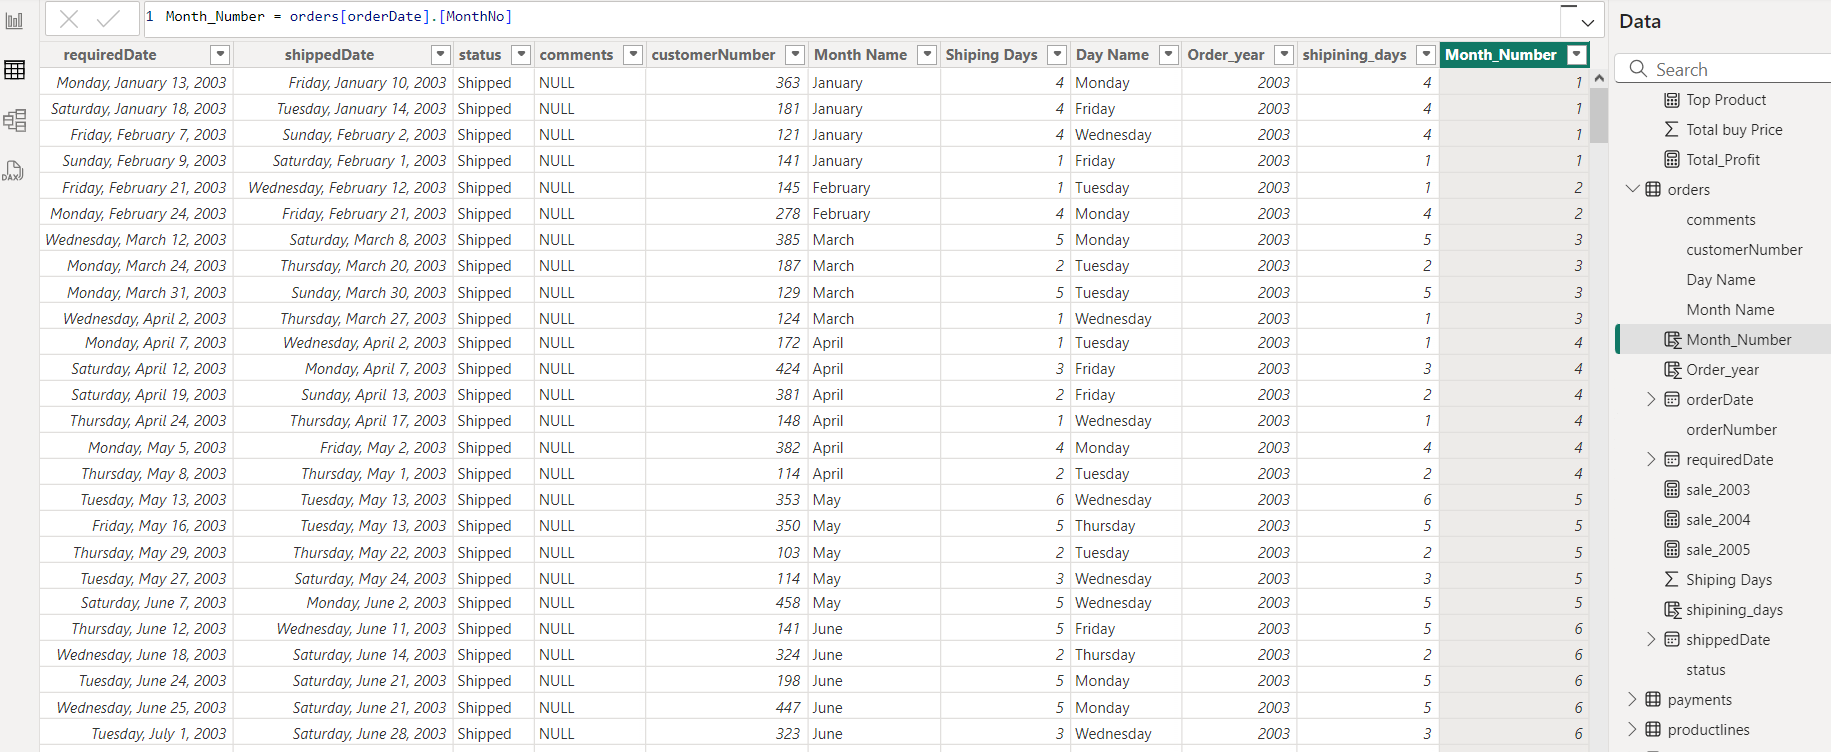 1 Month_Number = orders[orderDate].[MonthNo]
requiredDate shippedDate status comments customerNumber Month Name Shiping Days Day Name Order_year shipining_days Month_Number
Monday, January 13, 2003 Friday, January 10, 2003 Shipped NULL 363 January 4 Monday 2003 4 1
Saturday, January 18, 2003 Tuesday, January 14, 2003 Shipped NULL 181 January 4 Friday 2003 4 1
Friday, February 7, 2003 Sunday, February 2, 2003 Shipped NULL 121 January 4 Wednesday 2003 4 1
Sunday, February 9, 2003 Saturday, February 1, 2003 Shipped NULL 141 January 1 Friday 2003 1 1
Friday, February 21, 2003 Wednesday, February 12, 2003 Shipped NULL 145 February 1 Tuesday 2003 1 2
Monday, February 24, 2003 Friday, February 21, 2003 Shipped NULL 278 February 4 Monday 2003 4 2
Wednesday, March 12, 2003 Saturday, March 8, 2003 Shipped NULL 385 March 5 Monday 2003 5 3
Monday, March 24, 2003 Thursday, March 20, 2003 Shipped NULL 187 March 2 Tuesday 2003 2 3
Monday, March 31, 2003 Sunday, March 30, 2003 Shipped NULL 129 March 5 Tuesday 2003 5 3
Wednesday, April 2, 2003 Thursday, March 27, 2003 Shipped NULL 124 March 1 Wednesday 2003 1 3
Monday, April 7, 2003 Wednesday, April 2, 2003 Shipped NULL 172 April 1 Tuesday 2003 1 4
Saturday, April 12, 2003 Monday, April 7, 2003 Shipped NULL 424 April 3 Friday 2003 3 4
Saturday, April 19, 2003 Sunday, April 13, 2003 Shipped NULL 381 April 2 Friday 2003 2 4
Thursday, April 24, 2003 Thursday, April 17, 2003 Shipped NULL 148 April 1 Wednesday 2003 1 4
Monday, May 5, 2003 Friday, May 2, 2003 Shipped NULL 382 April 4 Monday 2003 4 4
Thursday, May 8, 2003 Thursday, May 1, 2003 Shipped NULL 114 April 2 Tuesday 2003 2 4
Tuesday, May 13, 2003 Tuesday, May 13, 2003 Shipped NULL 353 May 6 Wednesday 2003 6 5
Friday, May 16, 2003 Tuesday, May 13, 2003 Shipped NULL 350 May 5 Thursday 2003 5 5
Thursday, May 29, 2003 Thursday, May 22, 2003 Shipped NULL 103 May 2 Tuesday 2003 2 5
Tuesday, May 27, 2003 Saturday, May 24, 2003 Shipped NULL 114 May 3 Wednesday 2003 3 5
Saturday, June 7, 2003 Monday, June 2, 2003 Shipped NULL 458 May 5 Wednesday 2003 5 5
Thursday, June 12, 2003 Wednesday, June 11, 2003 Shipped NULL 141 June 5 Friday 2003 5 6
Wednesday, June 18, 2003 Saturday, June 14, 2003 Shipped NULL 324 June 2 Thursday 2003 2 6
Tuesday, June 24, 2003 Saturday, June 21, 2003 Shipped NULL 198 June 5 Monday 2003 5 6
Wednesday, June 25, 2003 Saturday, June 21, 2003 Shipped NULL 447 June 5 Monday 2003 5 6
Tuesday, July 1, 2003 Saturday, June 28, 2003 Shipped NULL 323 June 3 Wednesday 2003 3 6
DAX
Data
Search
Top Product
Total buy Price
Total_Profit
orders
comments
customerNumber
Day Name
Month Name
Month_Number
Order_year
orderDate
orderNumber
requiredDate
sale_2003
sale_2004
sale_2005
Shiping Days
shipining_days
shippedDate
status
payments
productlines